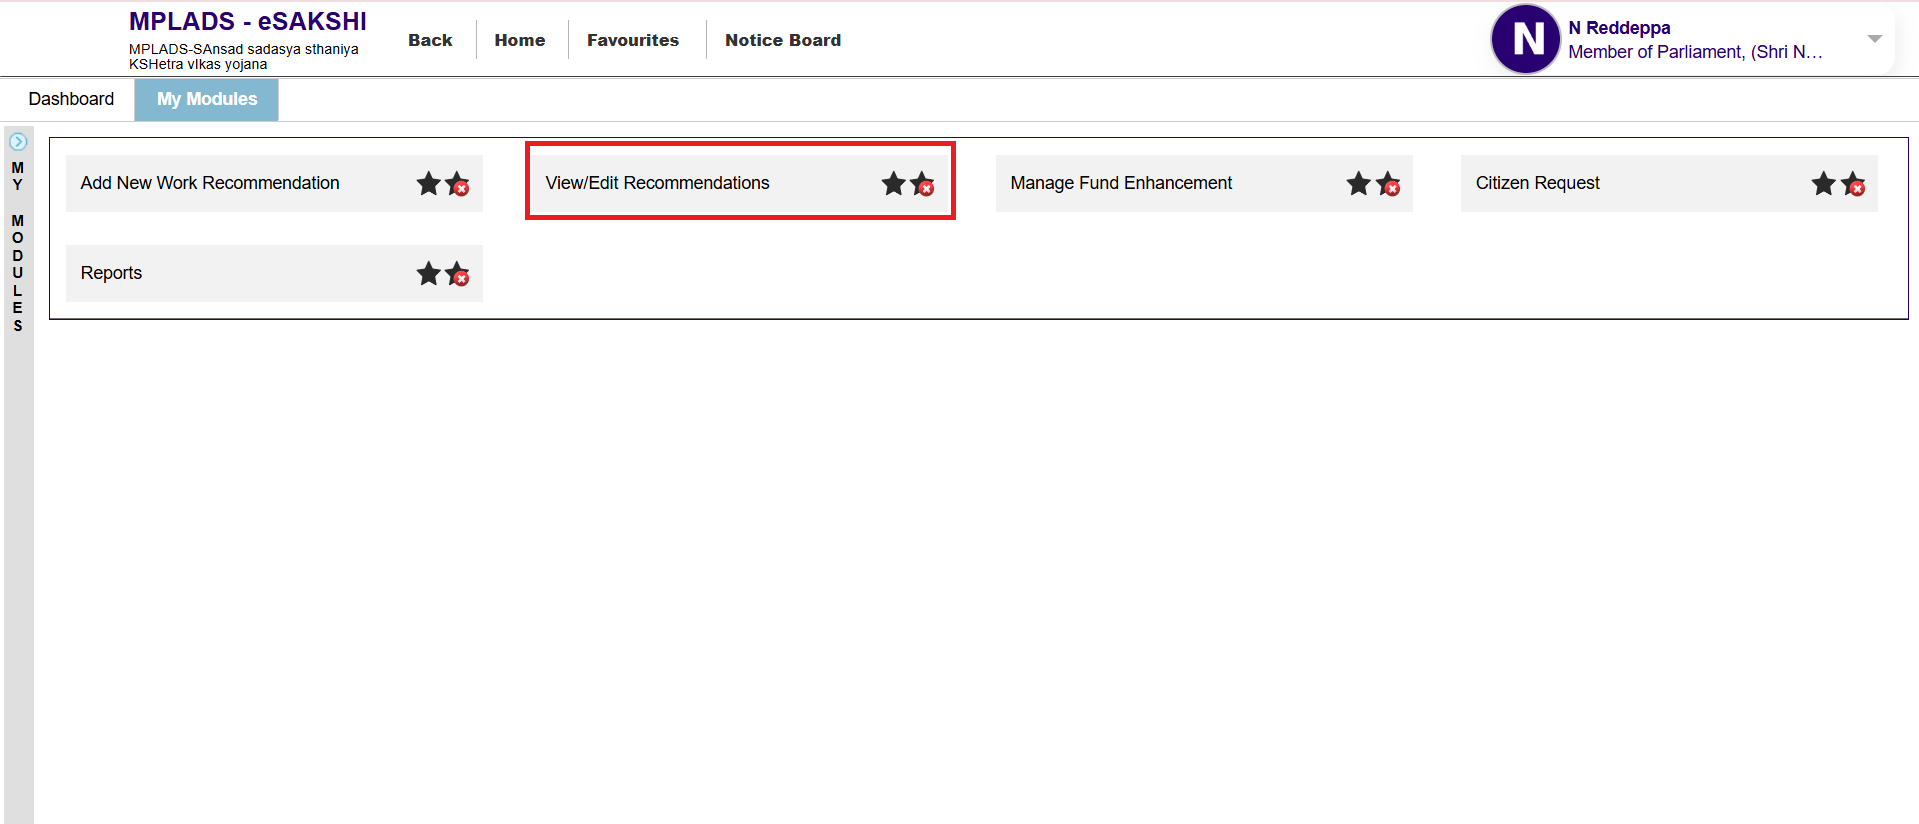 MPLADS - eSAKSHI
MPLADS-SAnsad sadasya sthaniya
KSHetra vIkas yojana
Back
Home
Favourites
Notice Board
N
N Reddeppa
Member of Parliament, (Shri N...
Dashboard
My Modules
MY MODULES
Add New Work Recommendation
View/Edit Recommendations
Manage Fund Enhancement
Citizen Request
Reports